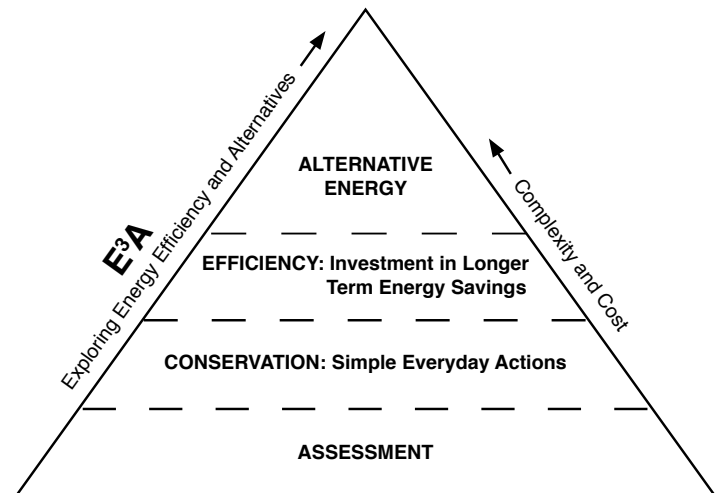 E³A
Exploring Energy Efficiency and Alternatives
Complexity and Cost
ALTERNATIVE
ENERGY
EFFICIENCY: Investment in Longer
Term Energy Savings
CONSERVATION: Simple Everyday Actions
ASSESSMENT